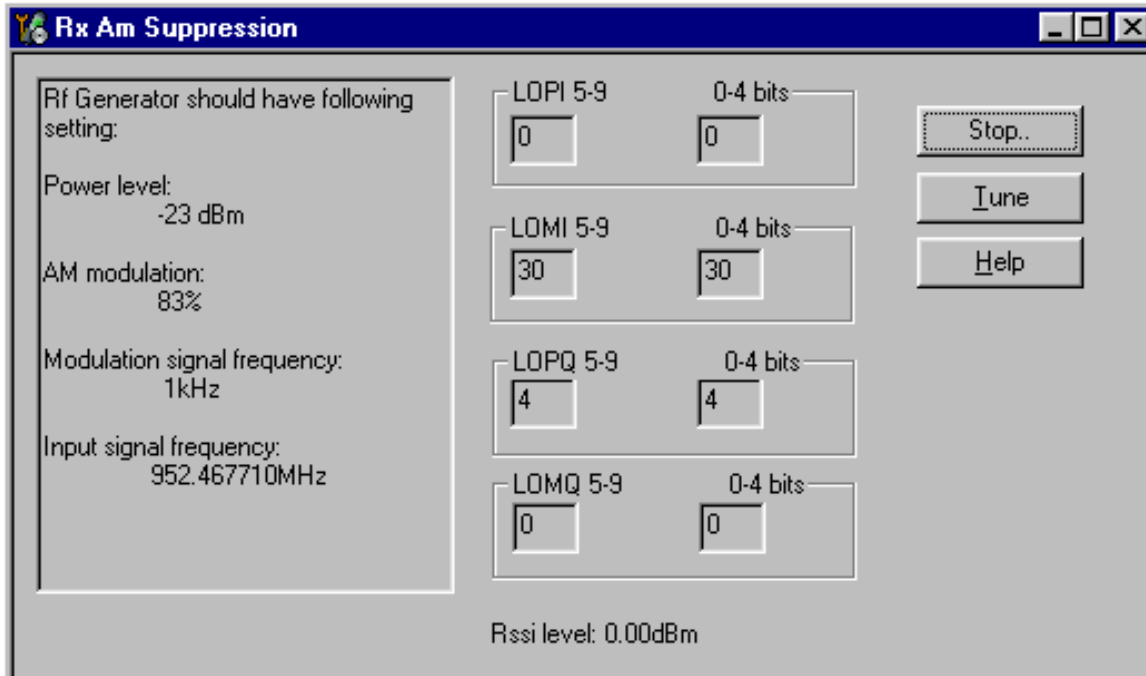 Rx Am Suppression
Rf Generator should have following
setting:
Power level:
-23 dBm
AM modulation:
83%
Modulation signal frequency:
1kHz
Input signal frequency:
952.467710MHz
LOPI 5-9 0-4 bits
0 0
LOMI 5-9 0-4 bits
30 30
LOPQ 5-9 0-4 bits
4 4
LOMQ 5-9 0-4 bits
0 0
Rssi level: 0.00dBm
Stop..
Tune
Help